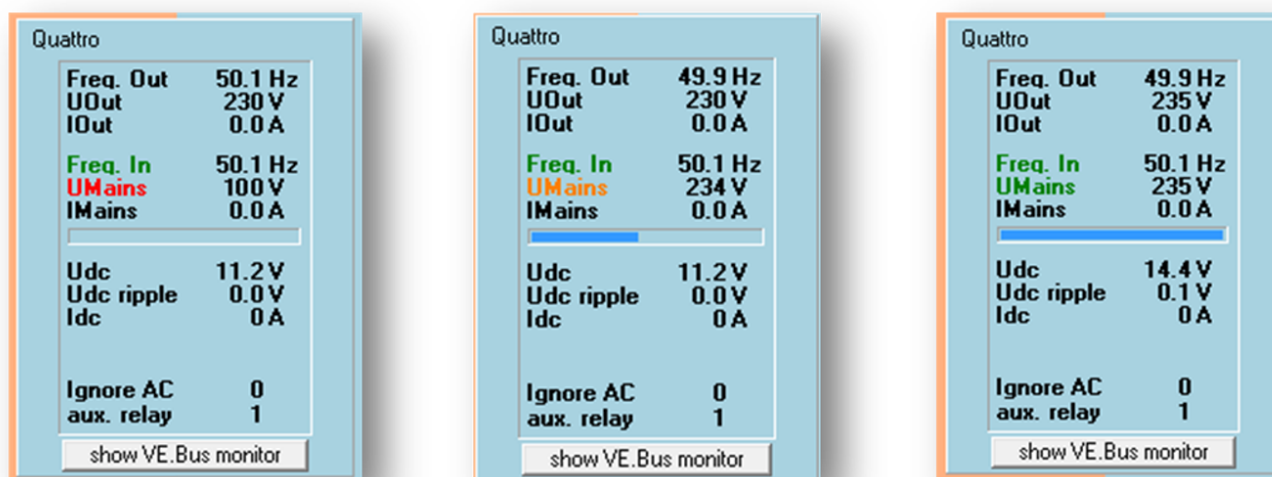 Quattro
Freq. Out 50.1 Hz
UOut 230 V
IOut 0.0 A
Freq. In 50.1 Hz
UMains 100 V
IMains 0.0 A
Udc 11.2 V
Udc ripple 0.0 V
Idc 0 A
Ignore AC 0
aux. relay 1
show VE.Bus monitor
Quattro
Freq. Out 49.9 Hz
UOut 230 V
IOut 0.0 A
Freq. In 50.1 Hz
UMains 234 V
IMains 0.0 A
Udc 11.2 V
Udc ripple 0.0 V
Idc 0 A
Ignore AC 0
aux. relay 1
show VE.Bus monitor
Quattro
Freq. Out 49.9 Hz
UOut 235 V
IOut 0.0 A
Freq. In 50.1 Hz
UMains 235 V
IMains 0.0 A
Udc 14.4 V
Udc ripple 0.1 V
Idc 0 A
Ignore AC 0
aux. relay 1
show VE.Bus monitor